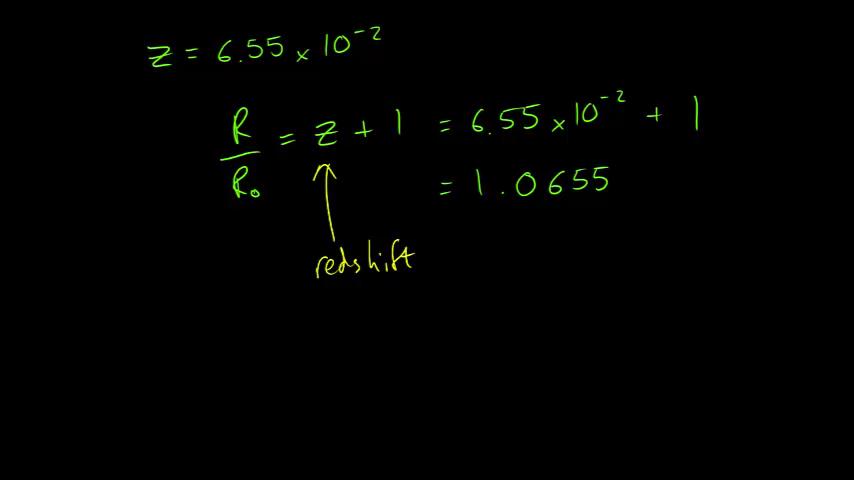 z = 6.55 × 10⁻²
R/R₀ = z + 1 = 6.55 × 10⁻² + 1
= 1.0655
redshift